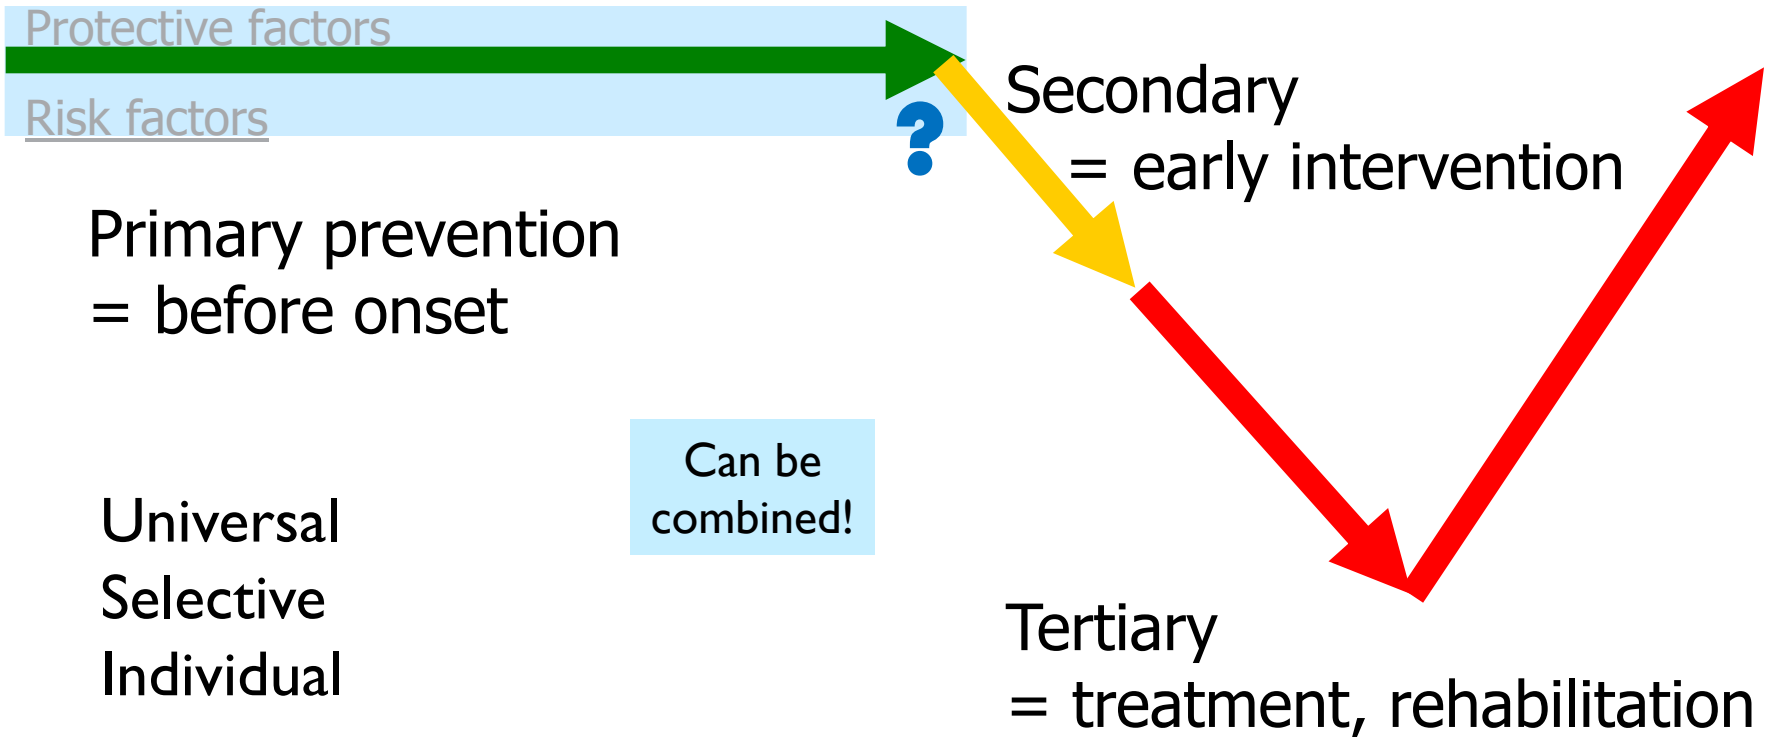 Protective factors
Risk factors
?
Secondary
= early intervention
Primary prevention
= before onset
Can be
combined!
Universal
Selective
Individual
Tertiary
= treatment, rehabilitation